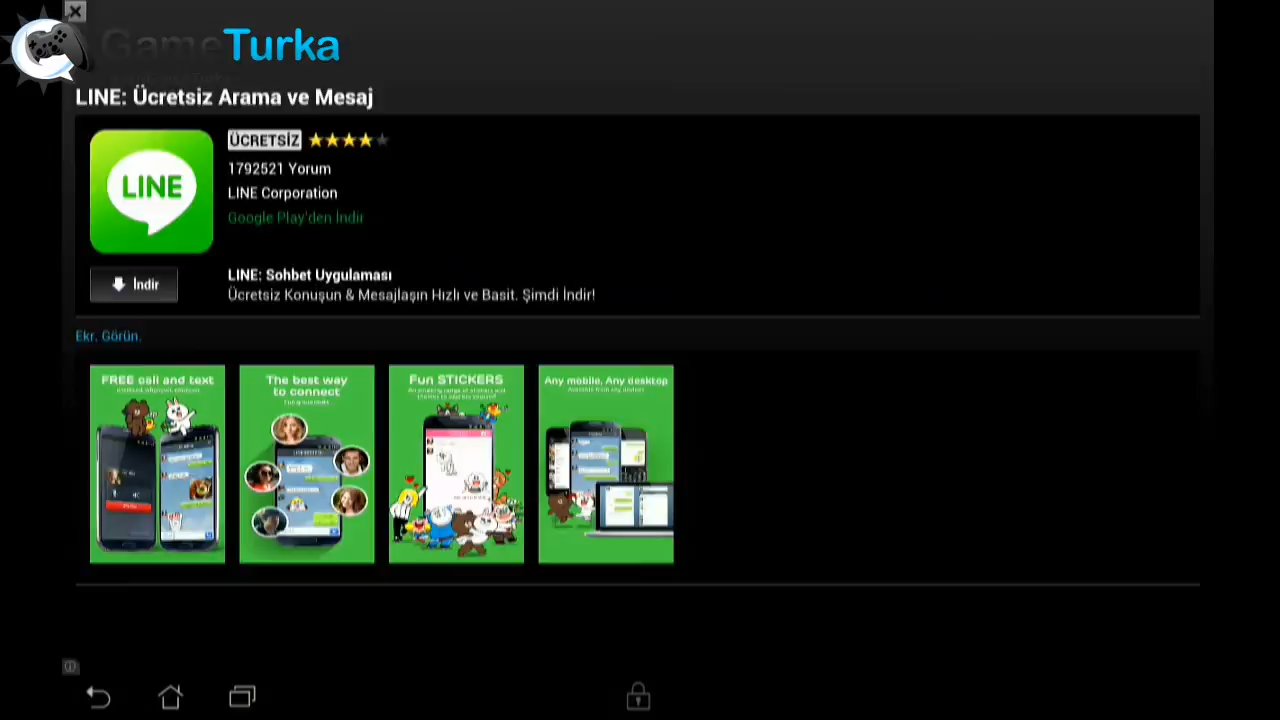 GameTurka
LINE: Ücretsiz Arama ve Mesaj
LINE
ÜCRETSİZ
1792521 Yorum
LINE Corporation
Google Play'den İndir
İndir
LINE: Sohbet Uygulaması
Ücretsiz Konuşun & Mesajlaşın Hızlı ve Basit. Şimdi İndir!
Ekr. Görün.
FREE call and text
The best way
to connect
Fun STICKERS
Any mobile, Any desktop